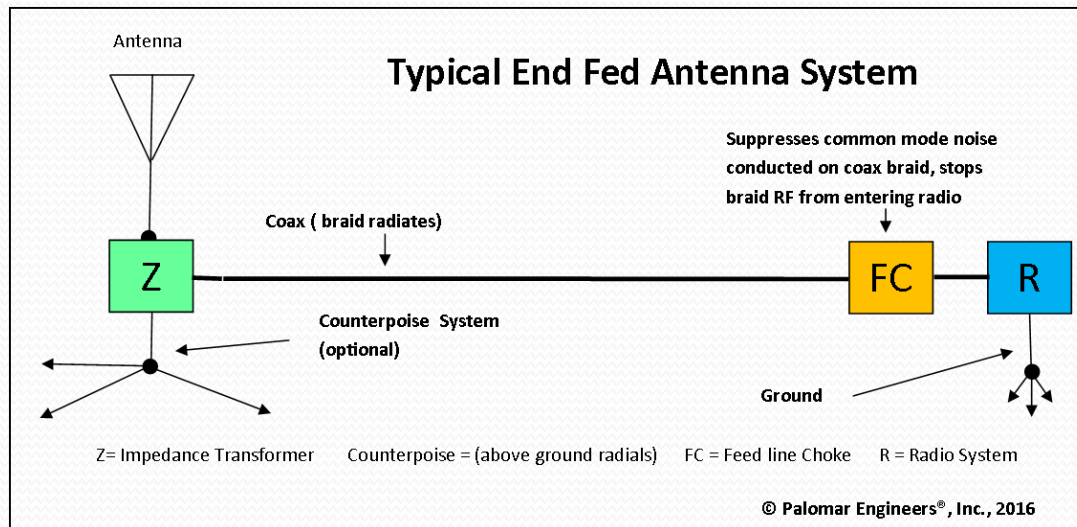 Antenna
Typical End Fed Antenna System
Suppresses common mode noise
conducted on coax braid, stops
braid RF from entering radio
Coax ( braid radiates)
Z
FC
R
Counterpoise System
(optional)
Ground
Z= Impedance Transformer Counterpoise = (above ground radials) FC = Feed line Choke R = Radio System
© Palomar Engineers®, Inc., 2016